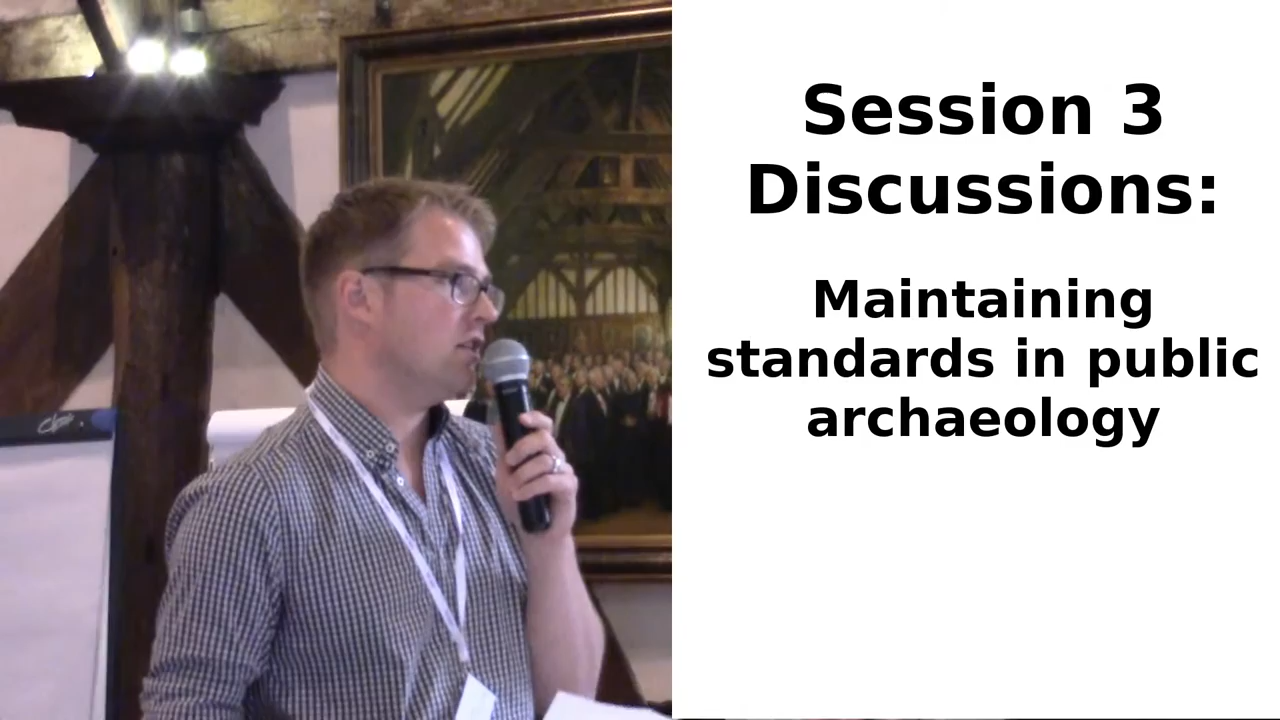 Session 3
Discussions:
Maintaining
standards in public
archaeology